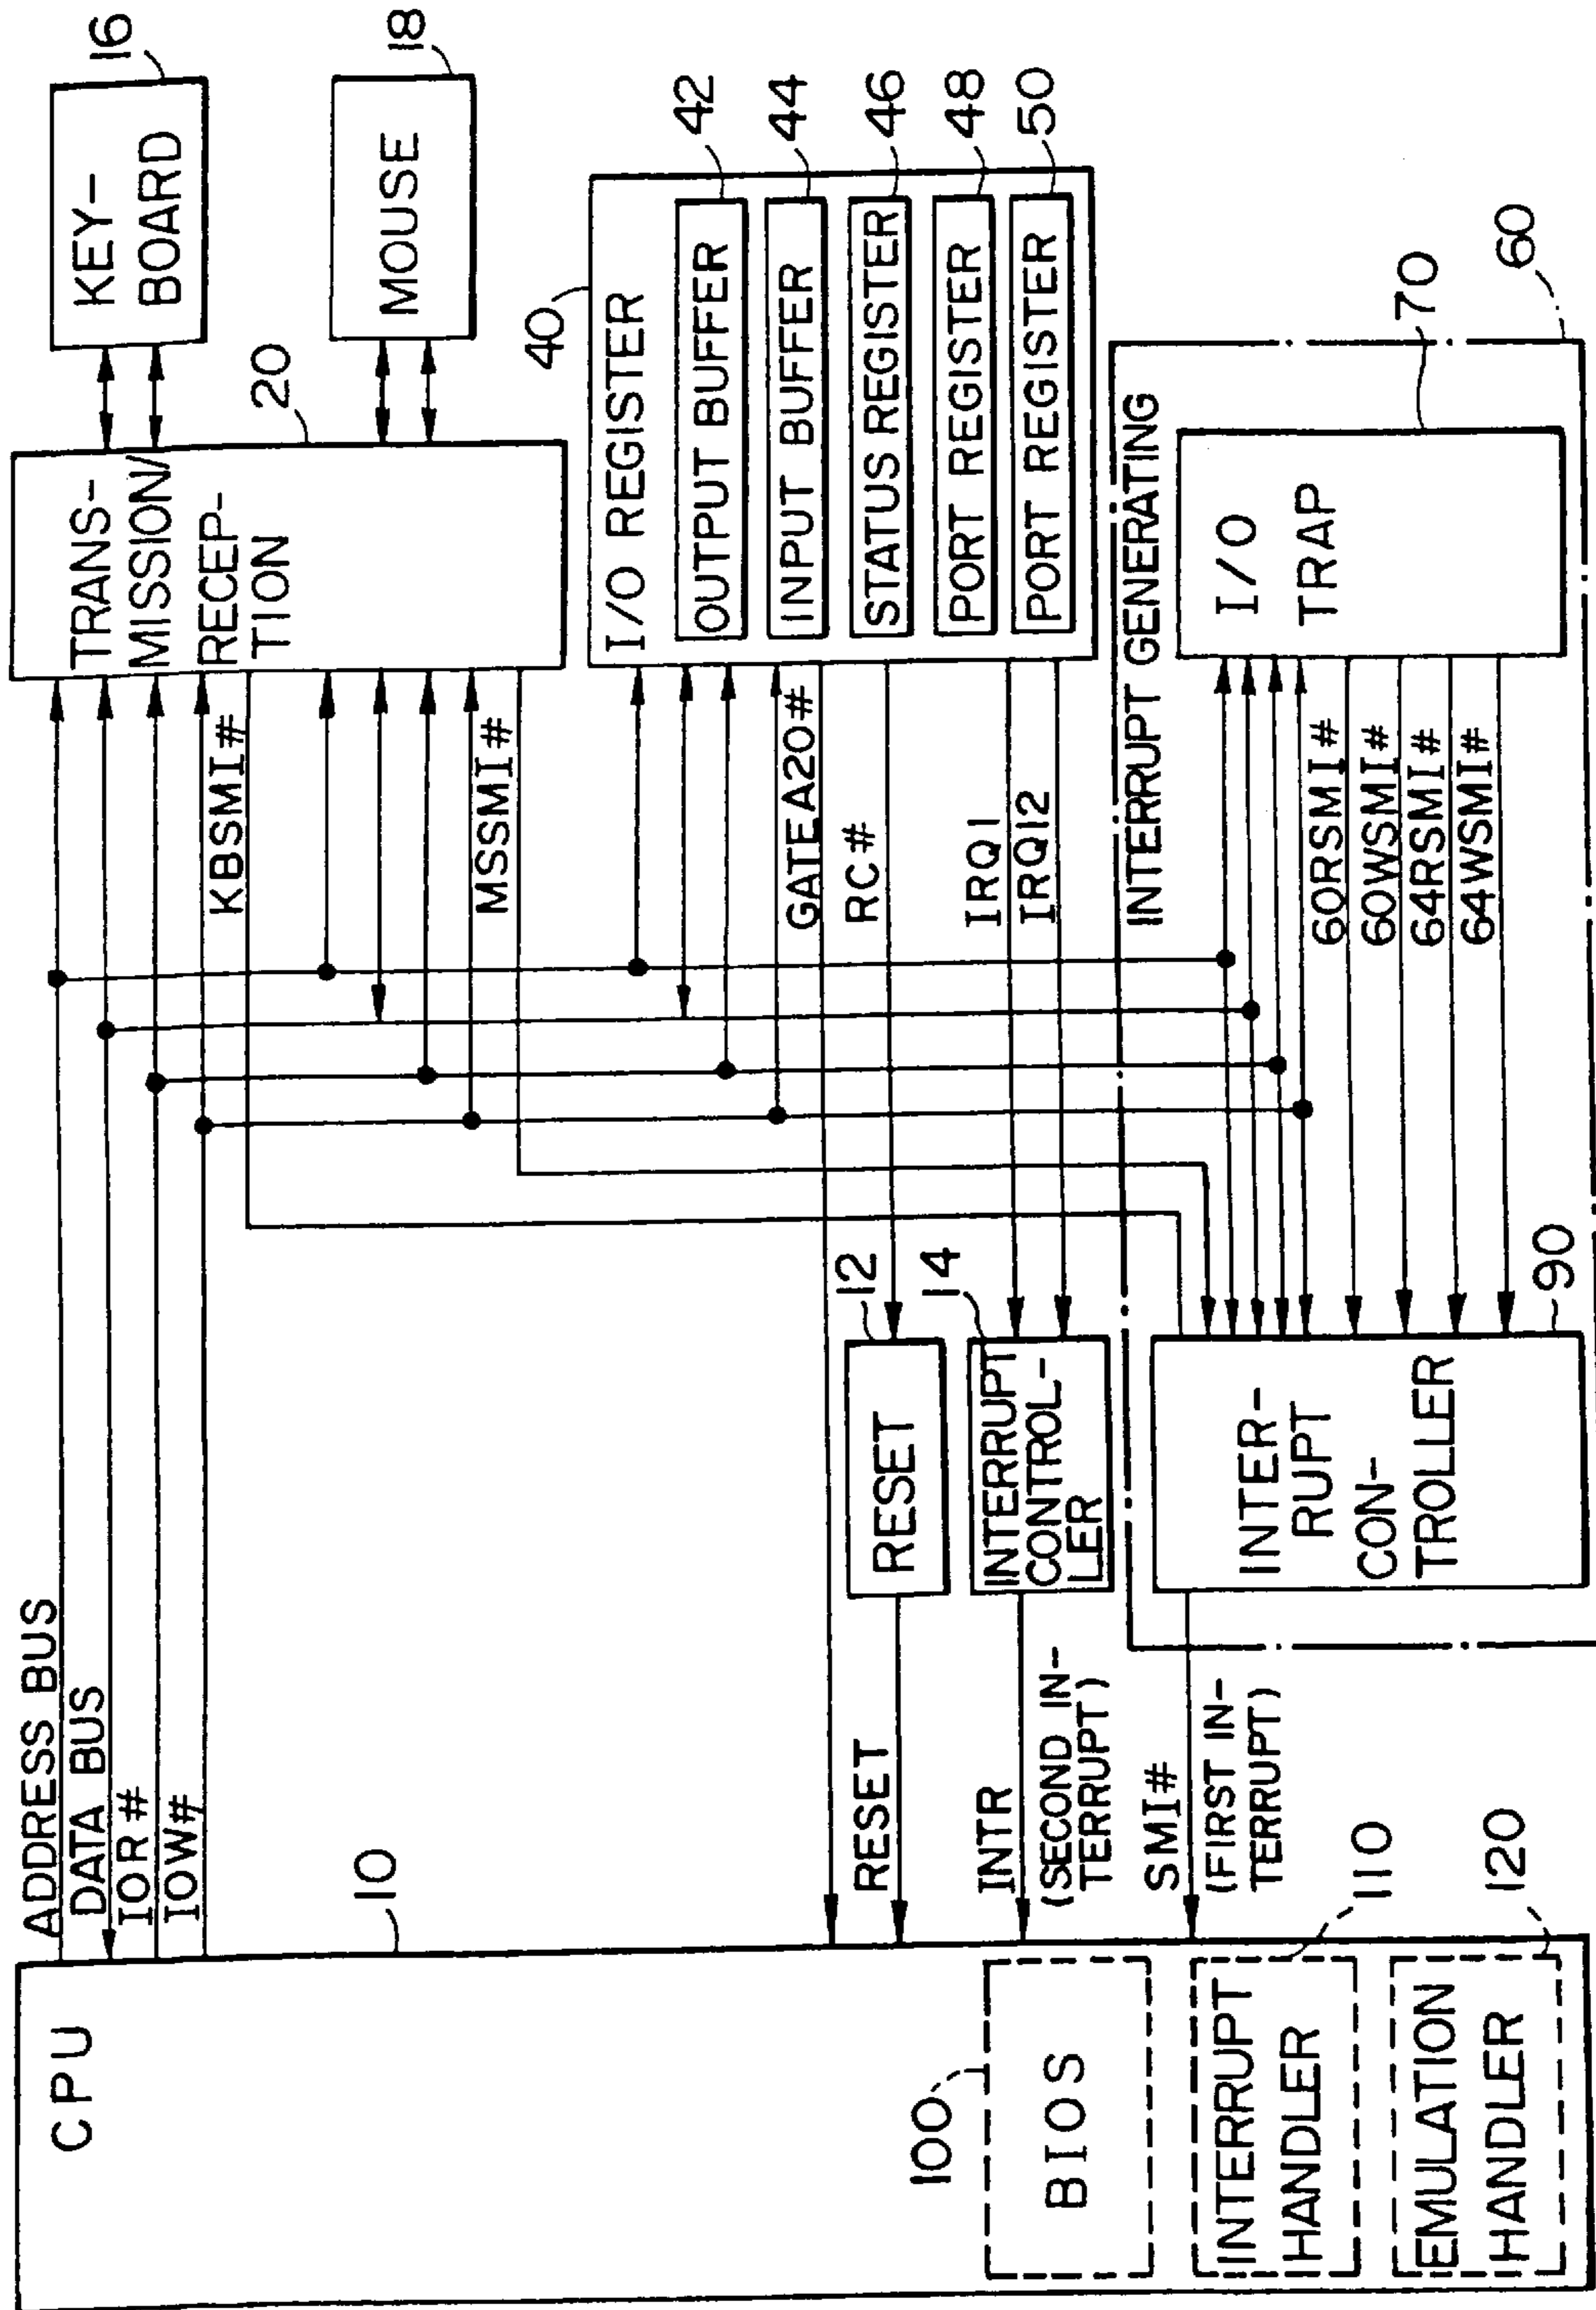 CPU
10
100
BIOS
INTERRUPT
HANDLER
110
EMULATION
HANDLER
120
ADDRESS BUS
DATA BUS
IOR#
IOW#
RESET
INTR
(SECOND IN-
TERRUPT)
SMI#
(FIRST IN-
TERRUPT)
12
RESET
14
INTERRUPT
CONTROL-
LER
INTER-
RUPT
CON-
TROLLER
90
KBSMI#
MSSMI#
GATEA20#
RC#
IRQ1
IRQ12
INTERRUPT GENERATING
60RSMI#
60WSMI#
64RSMI#
64WSMI#
TRANS-
MISSION/
RECEP-
TION
20
KEY-
BOARD
16
MOUSE
18
40
I/O REGISTER
OUTPUT BUFFER
42
INPUT BUFFER
44
STATUS REGISTER
46
PORT REGISTER
48
PORT REGISTER
50
I/O
TRAP
70
60